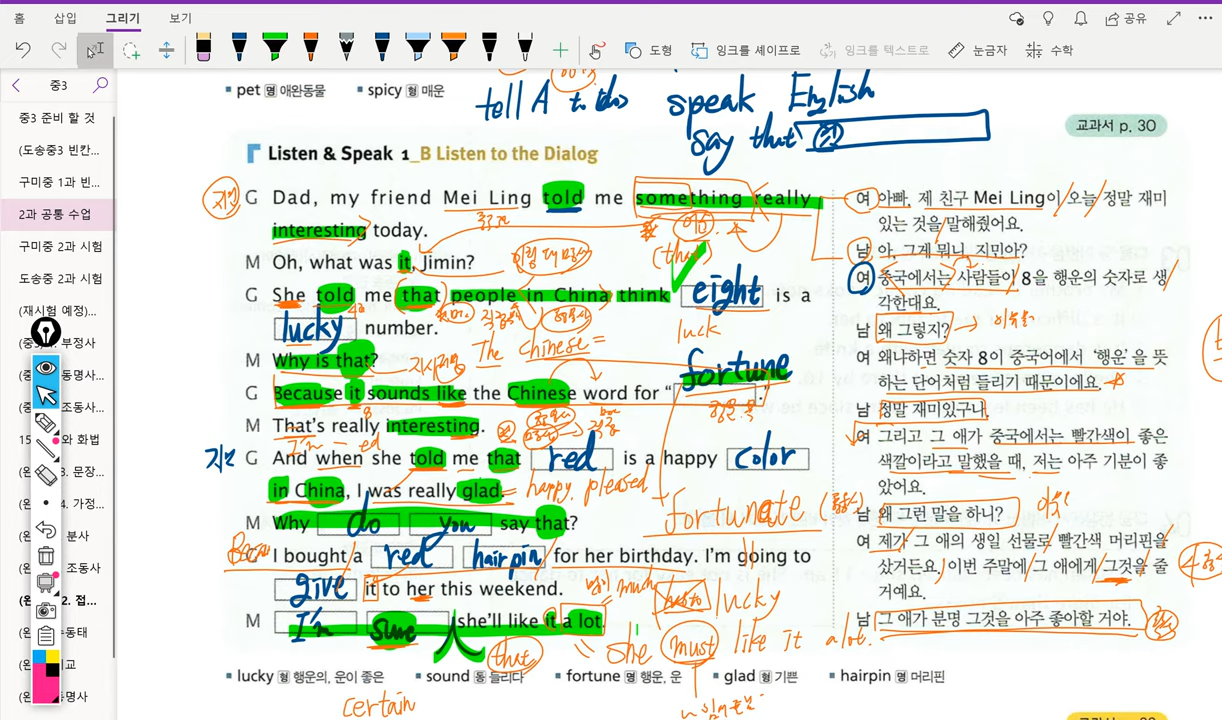 홈 삽입 그리기 보기
공유
도형 잉크를 셰이프로 잉크를 텍스트로 눈금자 수학
중3
중3 준비 할 것
(도송중3 빈칸...
구미중 1과 빈...
2과 공통 수업
구미중 2과 시험
도송중 2과 시험
(재시험 예정)...
pet 명 애완동물 spicy 형 매운
tell A to do speak English
say that
교과서 p. 30
Listen & Speak 1_B Listen to the Dialog
G Dad, my friend Mei Ling told me something really
interesting today.
M Oh, what was it, Jimin?
(that)
G She told me that people in China think eight is a
lucky number.
luck
The chinese =
M Why is that?
G Because it sounds like the Chinese word for "fortune."
M That's really interesting.
I'm ~ ed
G And when she told me that red is a happy color
in China, I was really glad.
= happy, pleased
fortunate
M Why do you say that?
I bought a red hairpin for her birthday. I'm going to
give it to her this weekend.
much
lucky
M I'm sure she'll like it a lot.
(that)
= she must like it a lot.
certain
여 아빠, 제 친구 Mei Ling이 오늘 정말 재미
있는 것을 말해줬어요.
남 아, 그게 뭐니, 지민아?
여 중국에서는 사람들이 8을 행운의 숫자로 생
각한대요.
남 왜 그렇지?
여 왜냐하면 숫자 8이 중국어에서 '행운'을 뜻
하는 단어처럼 들리기 때문이에요.
남 정말 재미있구나.
여 그리고 그 애가 중국에서는 빨간색이 좋은
색깔이라고 말했을 때, 저는 아주 기분이 좋
았어요.
남 왜 그런 말을 하니?
여 제가 그 애의 생일 선물로 빨간색 머리핀을
샀거든요. 이번 주말에 그 애에게 그것을 줄
거예요.
남 그 애가 분명 그것을 아주 좋아할 거야.
lucky 형 행운의, 운이 좋은 sound 동 들리다 fortune 명 행운, 운 glad 형 기쁜 hairpin 명 머리핀